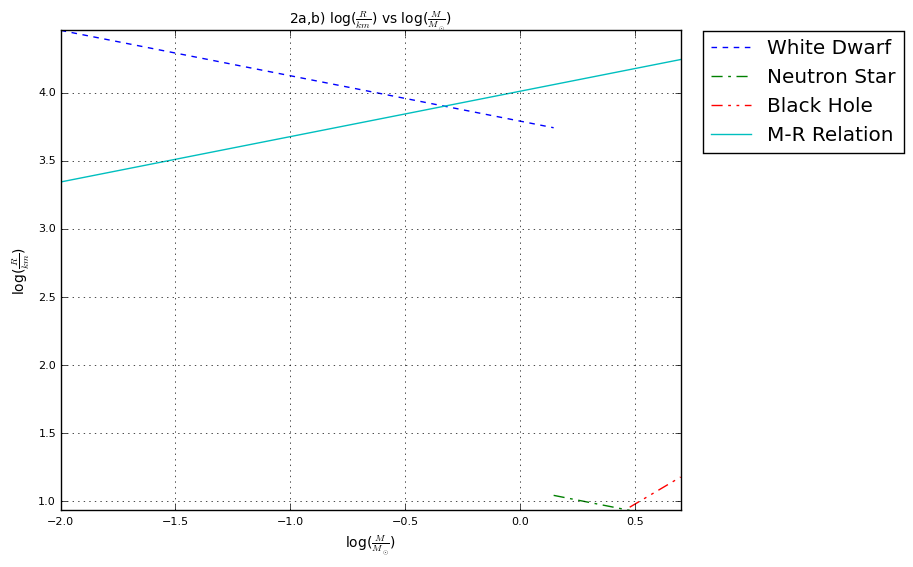 2a,b) log(R/km) vs log(M/M☉)
White Dwarf
Neutron Star
Black Hole
M-R Relation
4.0
3.5
3.0
2.5
2.0
1.5
1.0
log(R/km)
−2.0 −1.5 −1.0 −0.5 0.0 0.5
log(M/M☉)